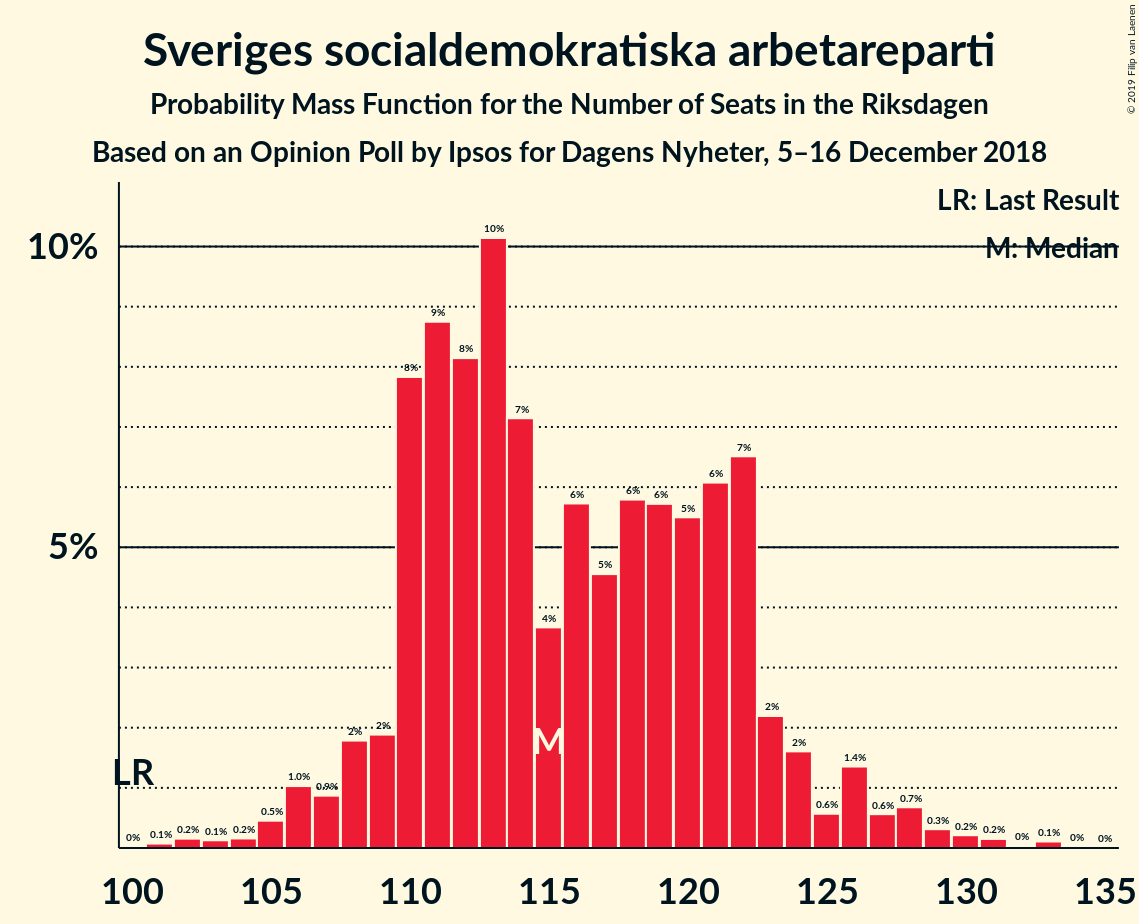 Sveriges socialdemokratiska arbetareparti
Probability Mass Function for the Number of Seats in the Riksdagen
Based on an Opinion Poll by Ipsos for Dagens Nyheter, 5–16 December 2018
© 2019 Filip van Laenen
LR: Last Result
M: Median
10%
5%
0% 0.1% 0.2% 0.1% 0.2% 0.5% 1.0% 0.9% 2% 2% 8% 9% 8% 10% 7% 4% 6% 5% 6% 6% 5% 6% 7% 2% 2% 0.6% 1.4% 0.6% 0.7% 0.3% 0.2% 0.2% 0% 0.1% 0% 0%
LR
M
100 105 110 115 120 125 130 135